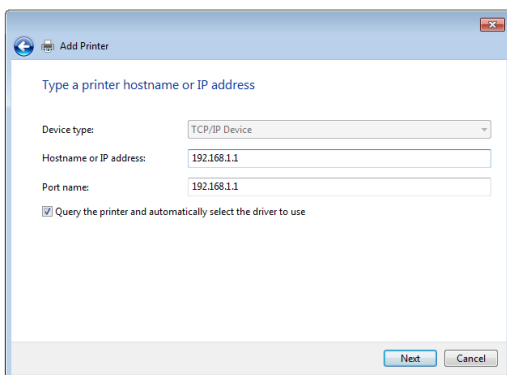 Add Printer
Type a printer hostname or IP address
Device type: TCP/IP Device
Hostname or IP address: 192.168.1.1
Port name: 192.168.1.1
Query the printer and automatically select the driver to use
Next Cancel